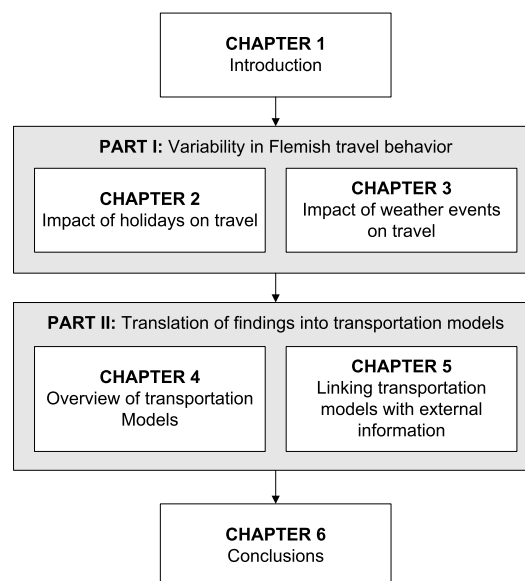 CHAPTER 1
Introduction
PART I: Variability in Flemish travel behavior
CHAPTER 2
Impact of holidays on travel
CHAPTER 3
Impact of weather events
on travel
PART II: Translation of findings into transportation models
CHAPTER 4
Overview of transportation
Models
CHAPTER 5
Linking transportation
models with external
information
CHAPTER 6
Conclusions